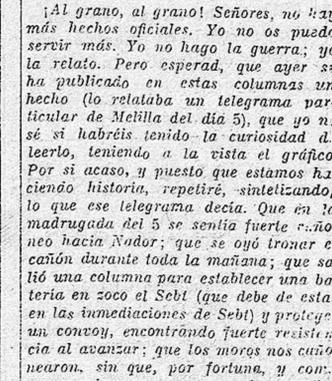 ¡Al grano, al grano! Señores, no hay
más hechos oficiales. Yo no os puedo
servir más. Yo no hago la guerra; y
la relato. Pero esperad, que ayer s
ha publicado en estas columnas un
hecho (lo relataba un telegrama par
ticular de Melilla del día 5), que yo n
sé si habréis tenido la curiosidad d
leerlo, teniendo a la vista el gráfico
Por si acaso, y puesto que estamos ha
ciendo historia, repetiré, sintetizando,
lo que ese telegrama decía. Que en la
madrugada del 5 se sentía fuerte caño
neo hacia Nador; que se oyó tronar e
cañón durante toda la mañana; que sa
lió una columna para establecer una ba
tería en zoco el Sebt (que debe de esta
en las inmediaciones de Sebt) y protege
un convoy, encontrando fuerte resisten
cia al avanzar; que los moros nos caño
nearon, sin que, por fortuna, y